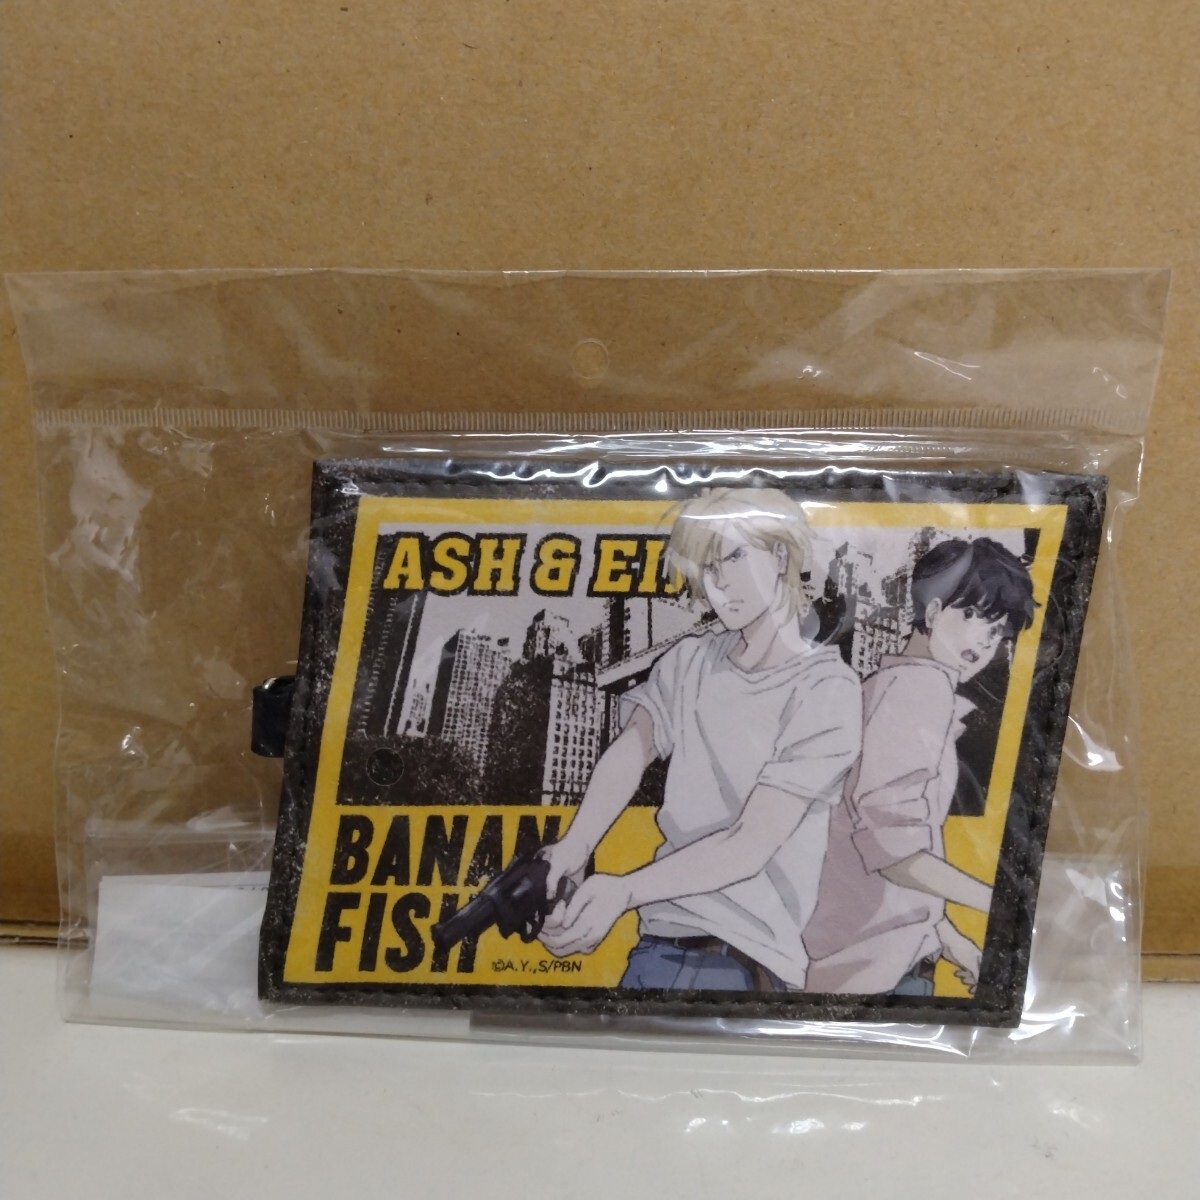 ASH & EI
BANAN
FISH
©A.Y.,S/PBN